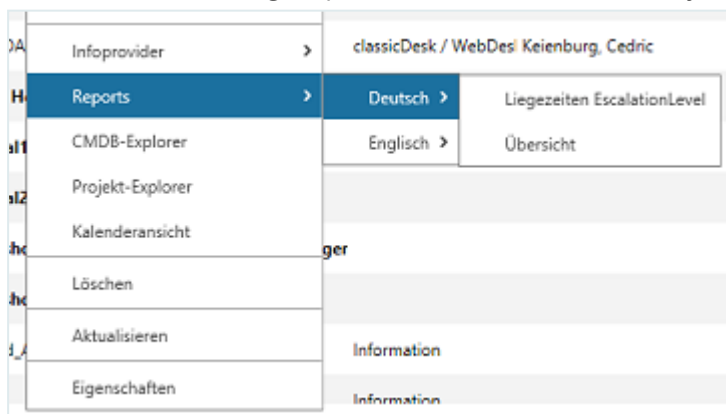 Infoprovider
classicDesk / WebDesl Keienburg, Cedric
Reports
Deutsch
Liegezeiten EscalationLevel
CMDB-Explorer
Englisch
Übersicht
Projekt-Explorer
Kalenderansicht
ger
Löschen
Aktualisieren
Information
Eigenschaften
Information